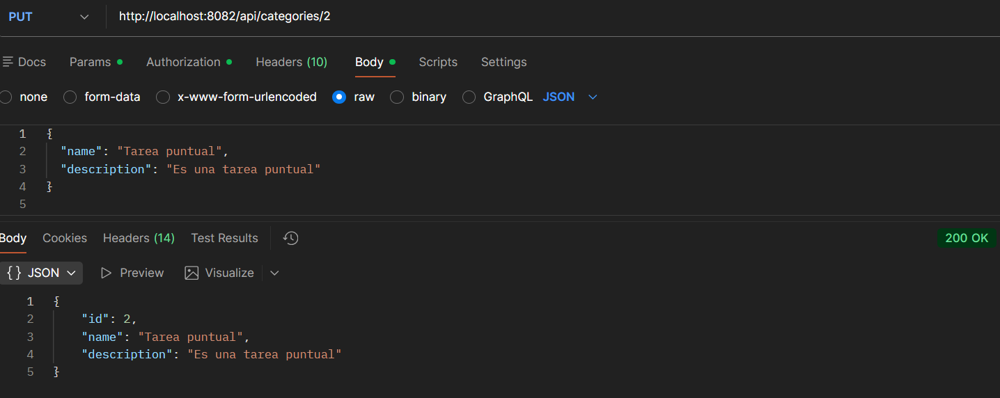 PUT http://localhost:8082/api/categories/2
Docs Params Authorization Headers (10) Body Scripts Settings
none form-data x-www-form-urlencoded raw binary GraphQL JSON
1 {
2 "name": "Tarea puntual",
3 "description": "Es una tarea puntual"
4 }
5
Body Cookies Headers (14) Test Results 200 OK
{} JSON Preview Visualize
1 {
2 "id": 2,
3 "name": "Tarea puntual",
4 "description": "Es una tarea puntual"
5 }